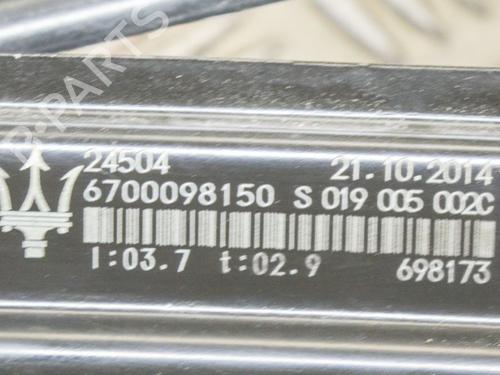 B-PARTS
24504 21.10.2014
6700098150 S 019 005 002C
I:03.7 t:02.9 698173